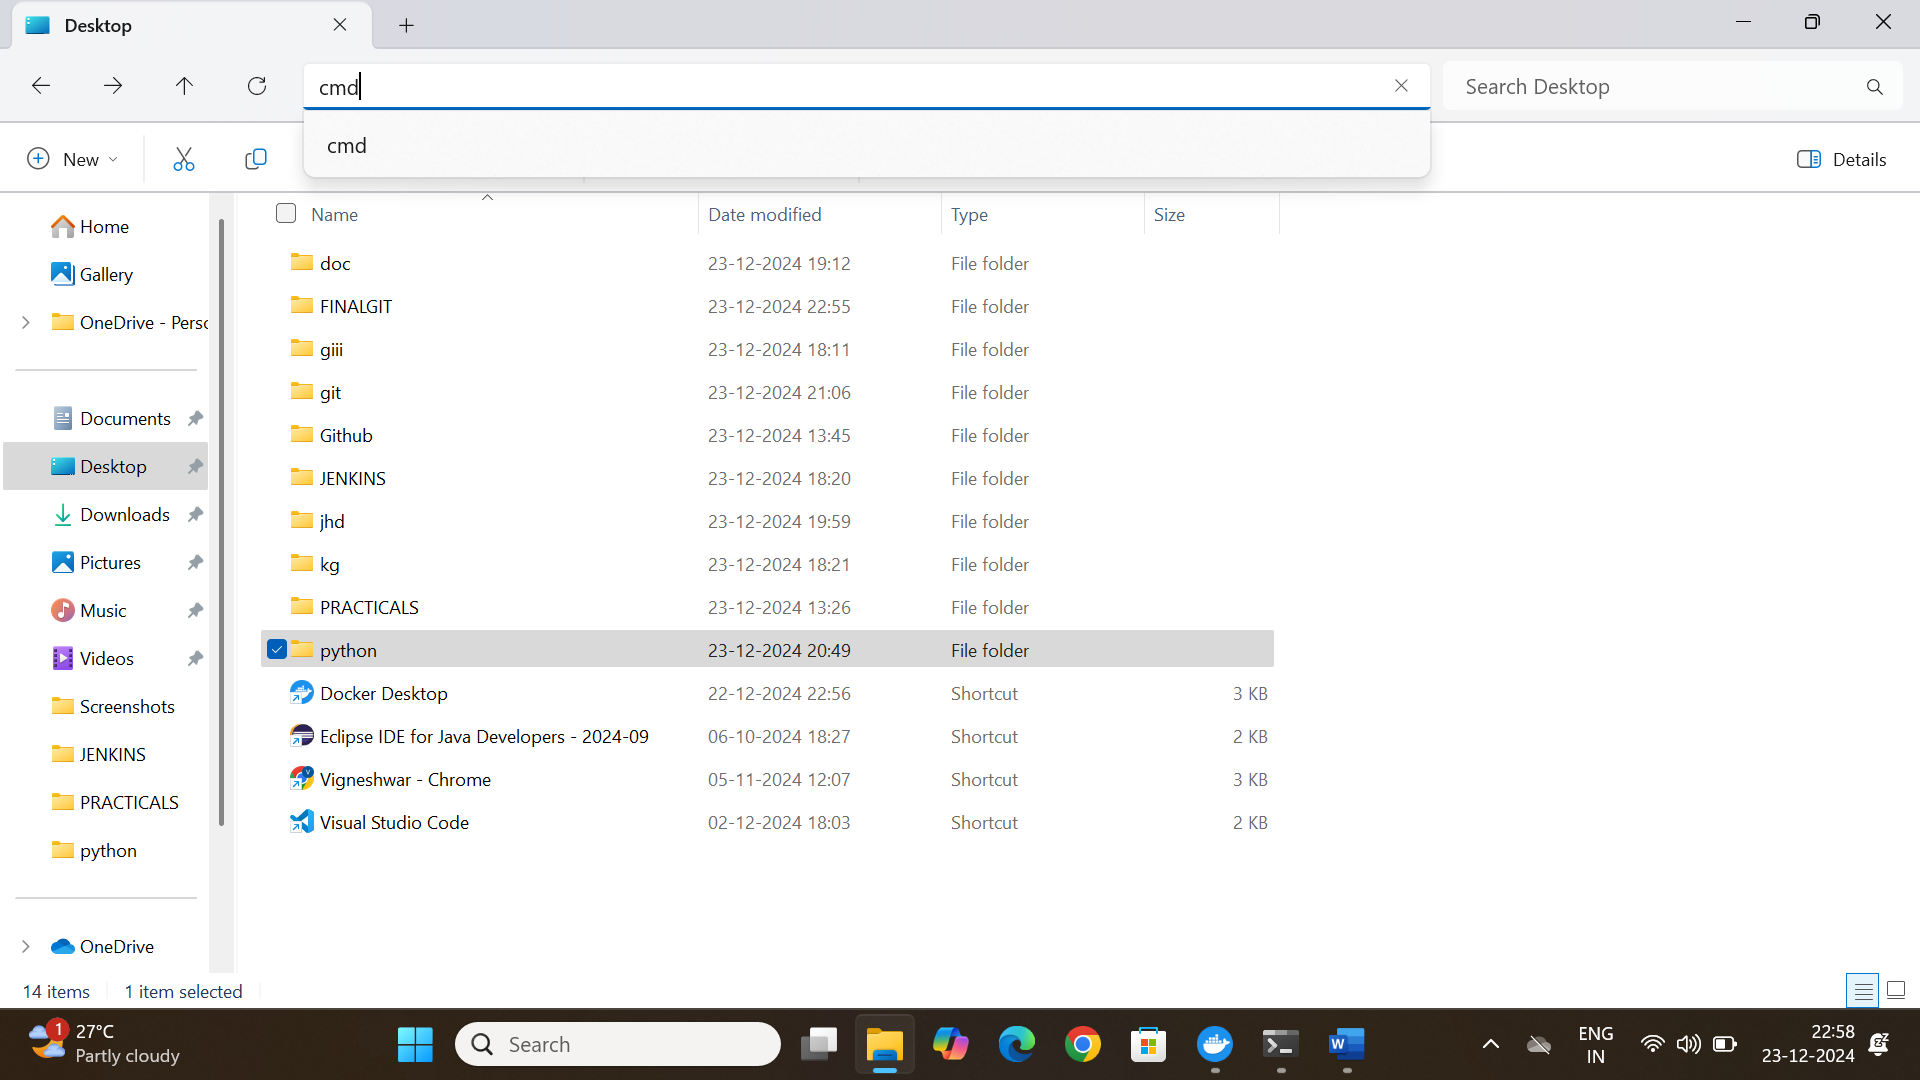 Desktop
cmd
Search Desktop
cmd
New
Details
Name Date modified Type Size
Home
Gallery
OneDrive - Perso
Documents
Desktop
Downloads
Pictures
Music
Videos
Screenshots
JENKINS
PRACTICALS
python
OneDrive
doc 23-12-2024 19:12 File folder
FINALGIT 23-12-2024 22:55 File folder
giii 23-12-2024 18:11 File folder
git 23-12-2024 21:06 File folder
Github 23-12-2024 13:45 File folder
JENKINS 23-12-2024 18:20 File folder
jhd 23-12-2024 19:59 File folder
kg 23-12-2024 18:21 File folder
PRACTICALS 23-12-2024 13:26 File folder
python 23-12-2024 20:49 File folder
Docker Desktop 22-12-2024 22:56 Shortcut 3 KB
Eclipse IDE for Java Developers - 2024-09 06-10-2024 18:27 Shortcut 2 KB
Vigneshwar - Chrome 05-11-2024 12:07 Shortcut 3 KB
Visual Studio Code 02-12-2024 18:03 Shortcut 2 KB
14 items 1 item selected
1
27°C
Partly cloudy
Search
ENG
IN
22:58
23-12-2024